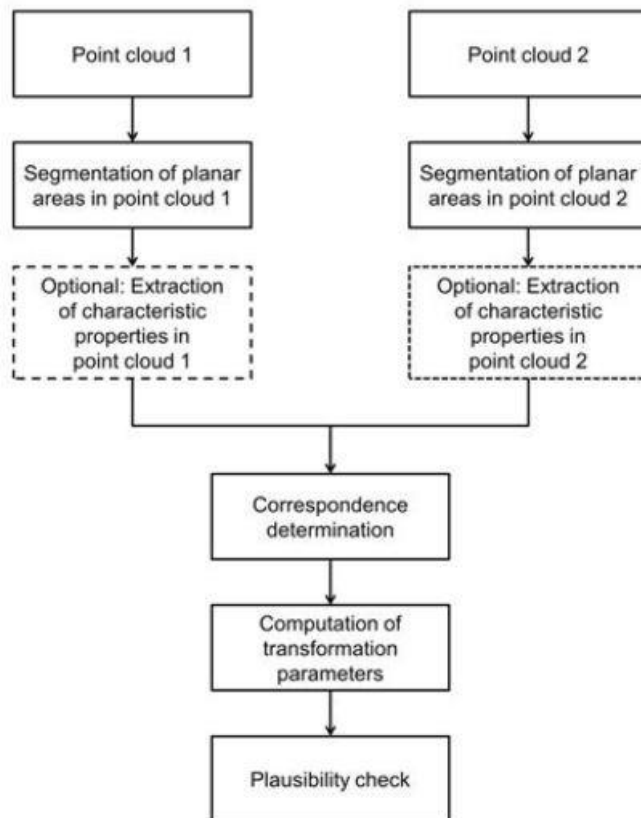 Point cloud 1
Point cloud 2
Segmentation of planar
areas in point cloud 1
Segmentation of planar
areas in point cloud 2
Optional: Extraction
of characteristic
properties in
point cloud 1
Optional: Extraction
of characteristic
properties in
point cloud 2
Correspondence
determination
Computation of
transformation
parameters
Plausibility check